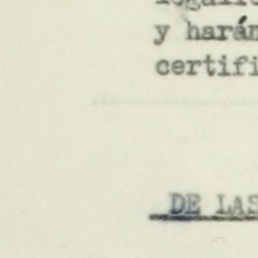 y harán
certifi
DE LAS